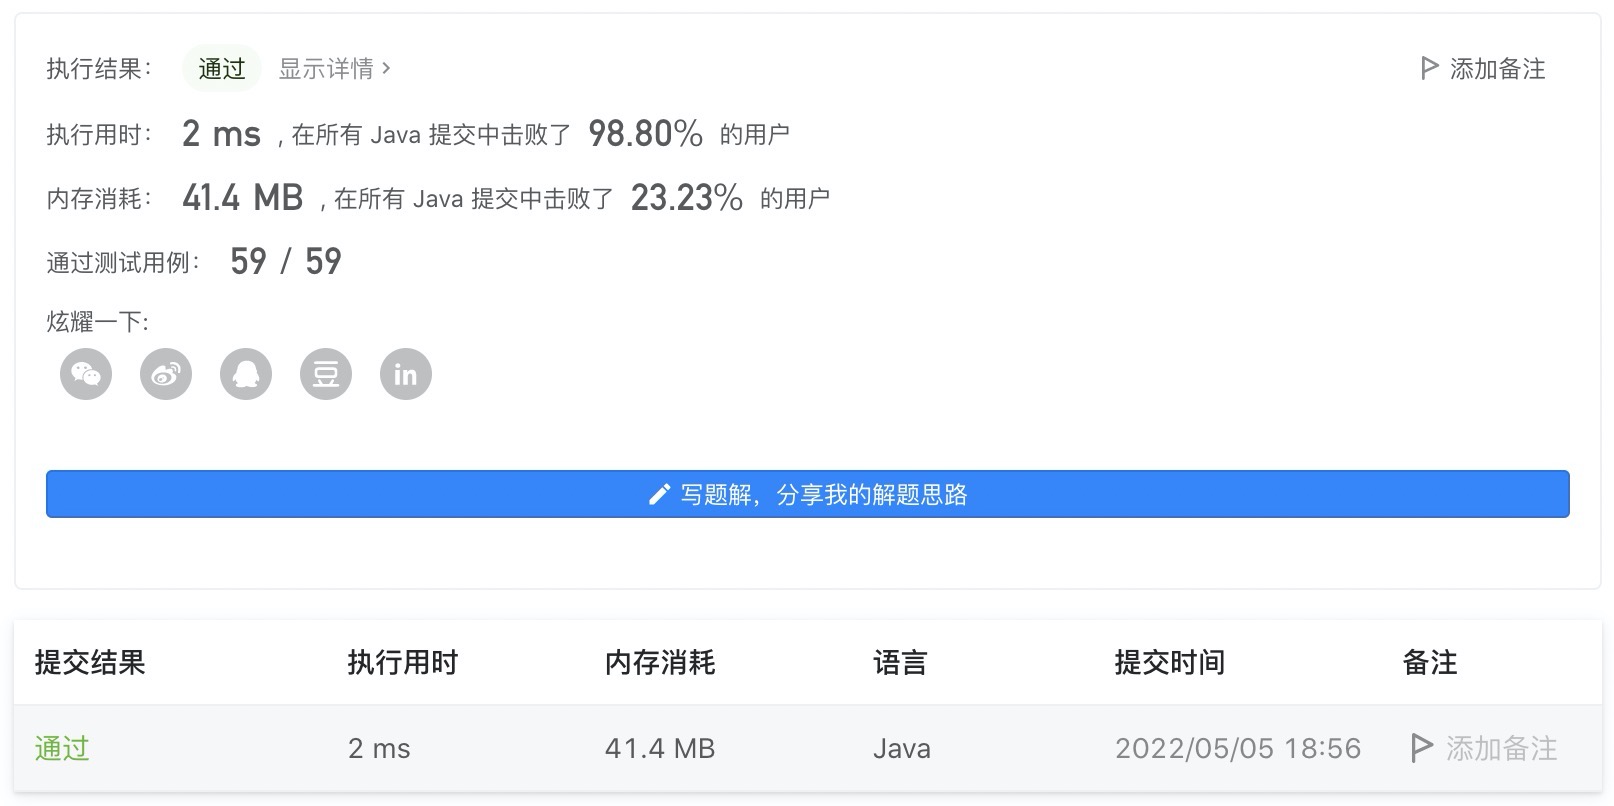 执行结果： 通过 显示详情 > 添加备注
执行用时： 2 ms , 在所有 Java 提交中击败了 98.80% 的用户
内存消耗： 41.4 MB , 在所有 Java 提交中击败了 23.23% 的用户
通过测试用例： 59 / 59
炫耀一下:
豆 in
写题解，分享我的解题思路
提交结果 执行用时 内存消耗 语言 提交时间 备注
通过 2 ms 41.4 MB Java 2022/05/05 18:56 添加备注